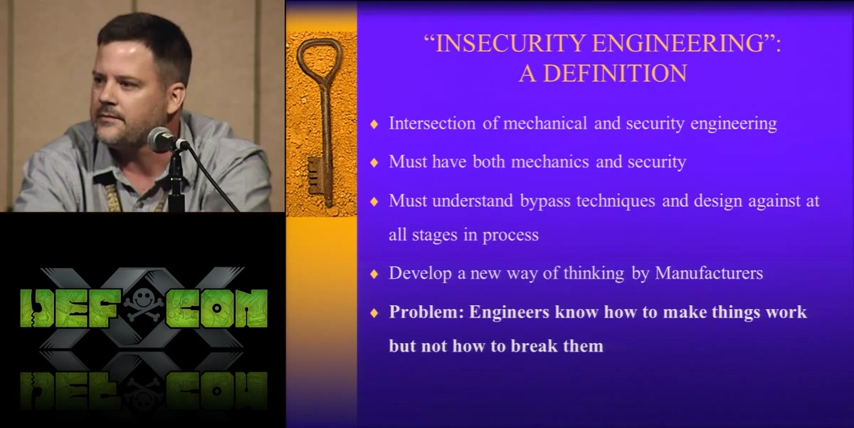 “INSECURITY ENGINEERING”:
A DEFINITION
Intersection of mechanical and security engineering
Must have both mechanics and security
Must understand bypass techniques and design against at
all stages in process
Develop a new way of thinking by Manufacturers
Problem: Engineers know how to make things work
but not how to break them
XX
DEF CON